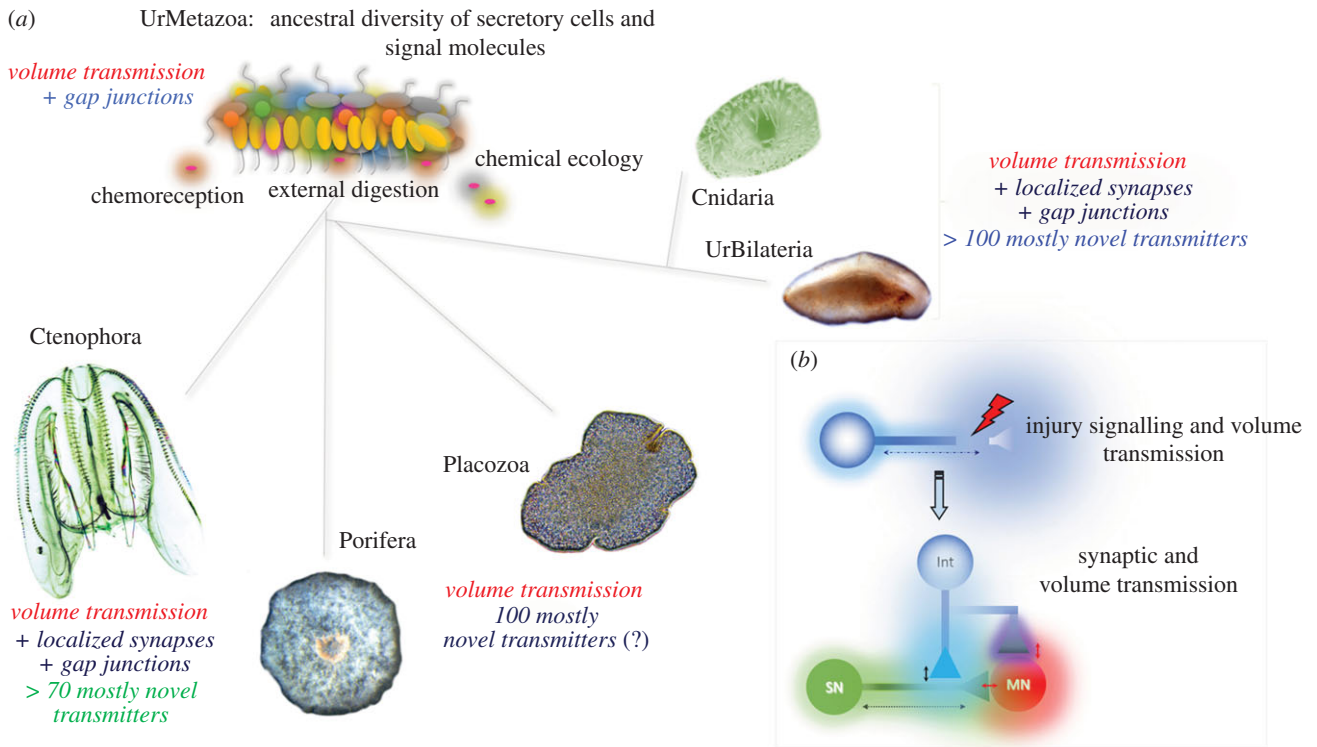 (a)
UrMetazoa: ancestral diversity of secretory cells and
signal molecules
volume transmission
+ gap junctions
chemoreception
external digestion
chemical ecology
Cnidaria
UrBilateria
volume transmission
+ localized synapses
+ gap junctions
> 100 mostly novel transmitters
Ctenophora
volume transmission
+ localized synapses
+ gap junctions
> 70 mostly novel
transmitters
Porifera
Placozoa
volume transmission
100 mostly
novel transmitters (?)
(b)
injury signalling and volume
transmission
Int
synaptic and
volume transmission
SN
MN